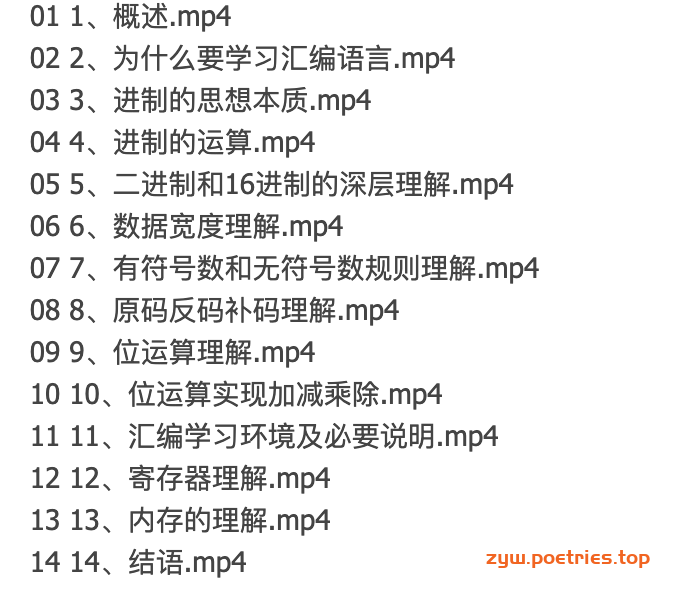 01 1、概述.mp4
02 2、为什么要学习汇编语言.mp4
03 3、进制的思想本质.mp4
04 4、进制的运算.mp4
05 5、二进制和16进制的深层理解.mp4
06 6、数据宽度理解.mp4
07 7、有符号数和无符号数规则理解.mp4
08 8、原码反码补码理解.mp4
09 9、位运算理解.mp4
10 10、位运算实现加减乘除.mp4
11 11、汇编学习环境及必要说明.mp4
12 12、寄存器理解.mp4
13 13、内存的理解.mp4
14 14、结语.mp4
zyw.poetries.top